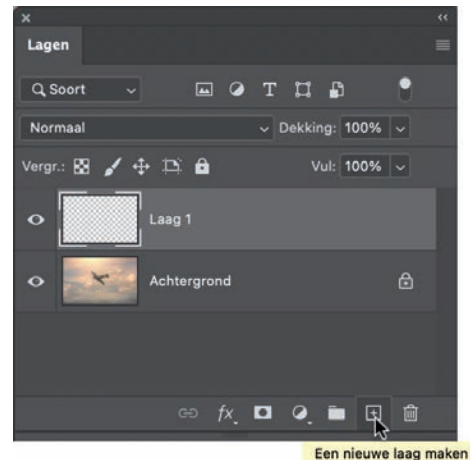 Lagen
Soort
Normaal Dekking: 100%
Vergr.: Vul: 100%
Laag 1
Achtergrond
fx
Een nieuwe laag maken